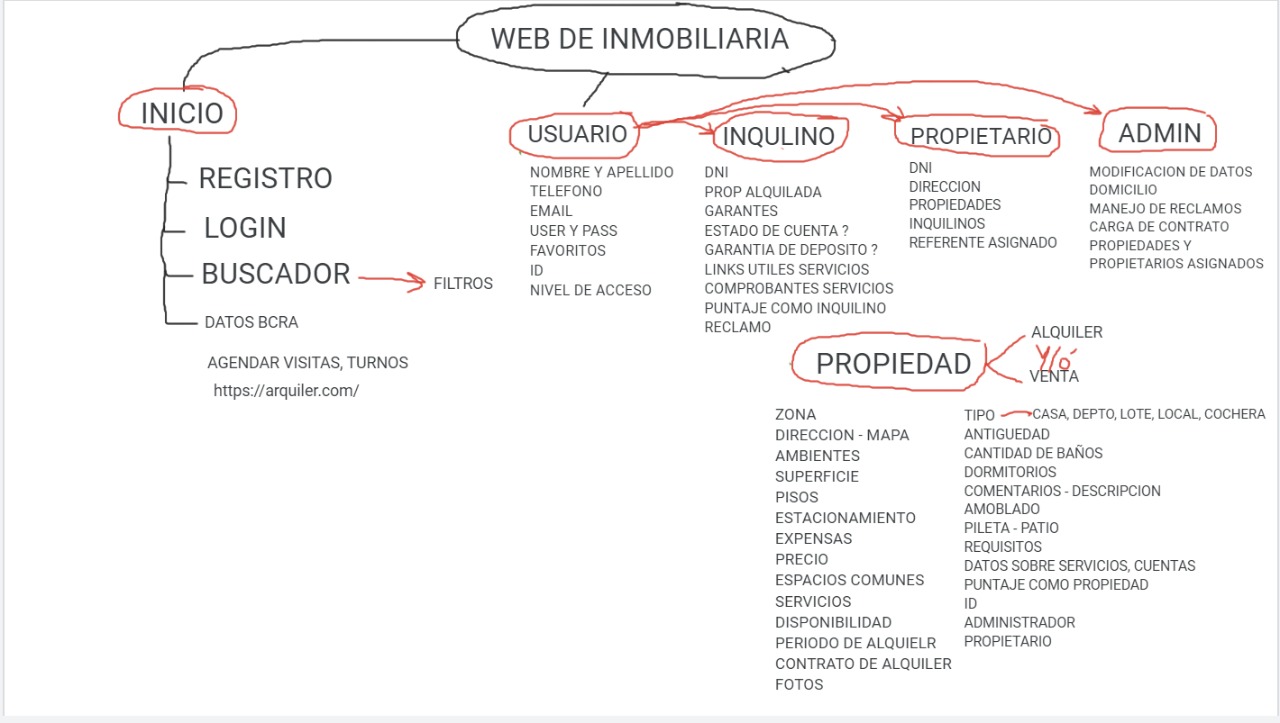 WEB DE INMOBILIARIA
INICIO
REGISTRO
LOGIN
BUSCADOR
FILTROS
DATOS BCRA
AGENDAR VISITAS, TURNOS
https://arquiler.com/
USUARIO
NOMBRE Y APELLIDO
TELEFONO
EMAIL
USER Y PASS
FAVORITOS
ID
NIVEL DE ACCESO
INQULINO
DNI
PROP ALQUILADA
GARANTES
ESTADO DE CUENTA ?
GARANTIA DE DEPOSITO ?
LINKS UTILES SERVICIOS
COMPROBANTES SERVICIOS
PUNTAJE COMO INQUILINO
RECLAMO
PROPIETARIO
DNI
DIRECCION
PROPIEDADES
INQUILINOS
REFERENTE ASIGNADO
ADMIN
MODIFICACION DE DATOS
DOMICILIO
MANEJO DE RECLAMOS
CARGA DE CONTRATO
PROPIEDADES Y
PROPIETARIOS ASIGNADOS
PROPIEDAD
ALQUILER
Y/ó
VENTA
ZONA
DIRECCION - MAPA
AMBIENTES
SUPERFICIE
PISOS
ESTACIONAMIENTO
EXPENSAS
PRECIO
ESPACIOS COMUNES
SERVICIOS
DISPONIBILIDAD
PERIODO DE ALQUIELR
CONTRATO DE ALQUILER
FOTOS
TIPO
CASA, DEPTO, LOTE, LOCAL, COCHERA
ANTIGUEDAD
CANTIDAD DE BAÑOS
DORMITORIOS
COMENTARIOS - DESCRIPCION
AMOBLADO
PILETA - PATIO
REQUISITOS
DATOS SOBRE SERVICIOS, CUENTAS
PUNTAJE COMO PROPIEDAD
ID
ADMINISTRADOR
PROPIETARIO